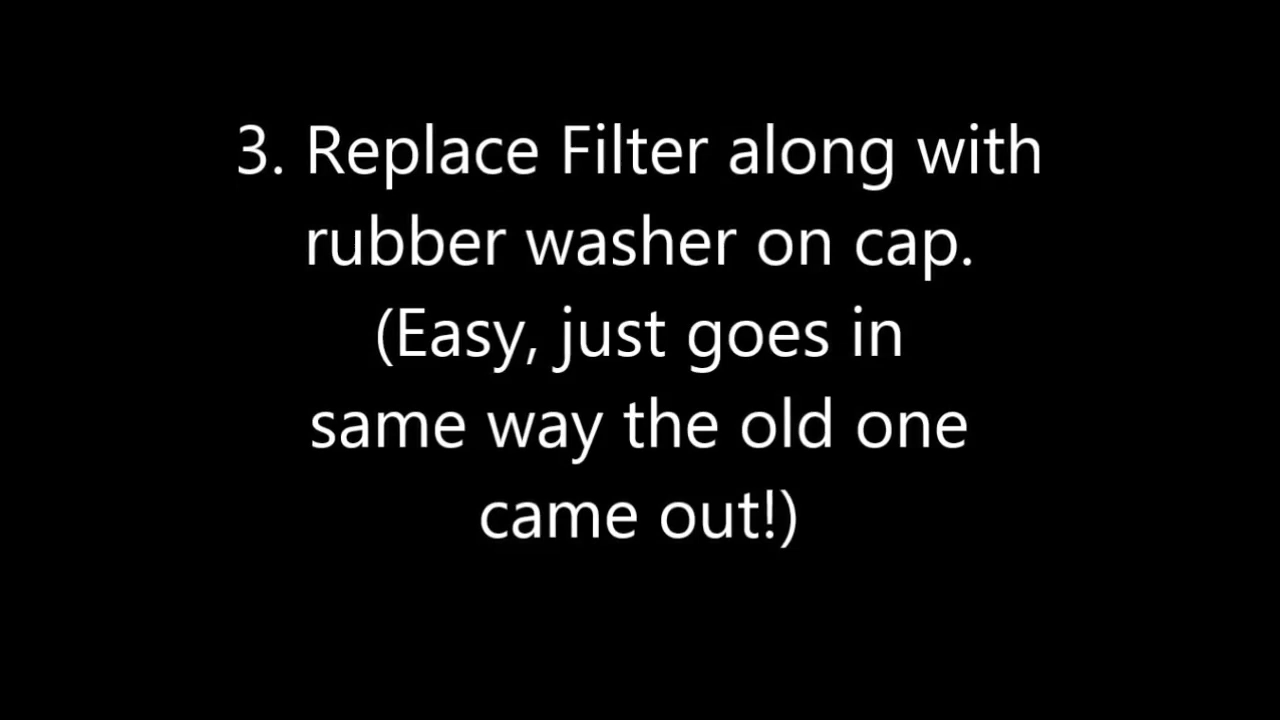 3. Replace Filter along with
rubber washer on cap.
(Easy, just goes in
same way the old one
came out!)